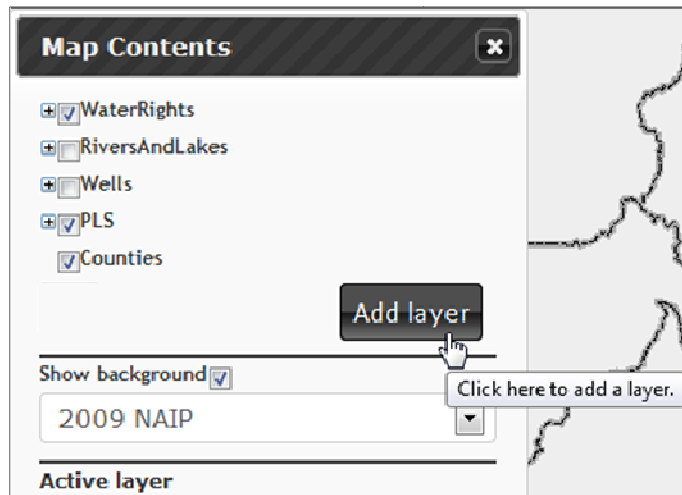 Map Contents
WaterRights
RiversAndLakes
Wells
PLS
Counties
Add layer
Show background
Click here to add a layer.
2009 NAIP
Active layer